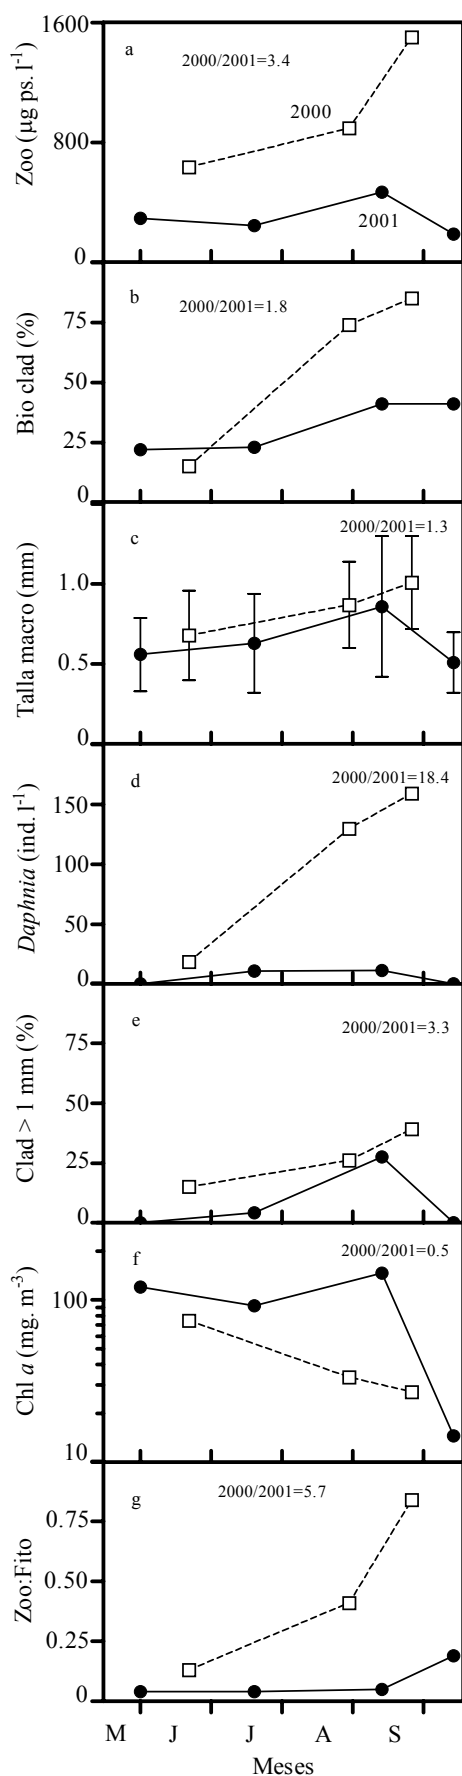 1600
a
2000/2001=3.4
Zoo (µg ps. l⁻¹)
2000
800
2001
0
b
2000/2001=1.8
75
Bio clad (%)
50
25
0
c
2000/2001=1.3
Talla macro (mm)
1.0
0.5
0
d
2000/2001=18.4
150
Daphnia (ind. l⁻¹)
100
50
0
e
2000/2001=3.3
75
Clad > 1 mm (%)
50
25
0
f
2000/2001=0.5
100
Chl a (mg. m⁻³)
10
g
2000/2001=5.7
0.75
Zoo:Fito
0.50
0.25
0
M J J A S
Meses